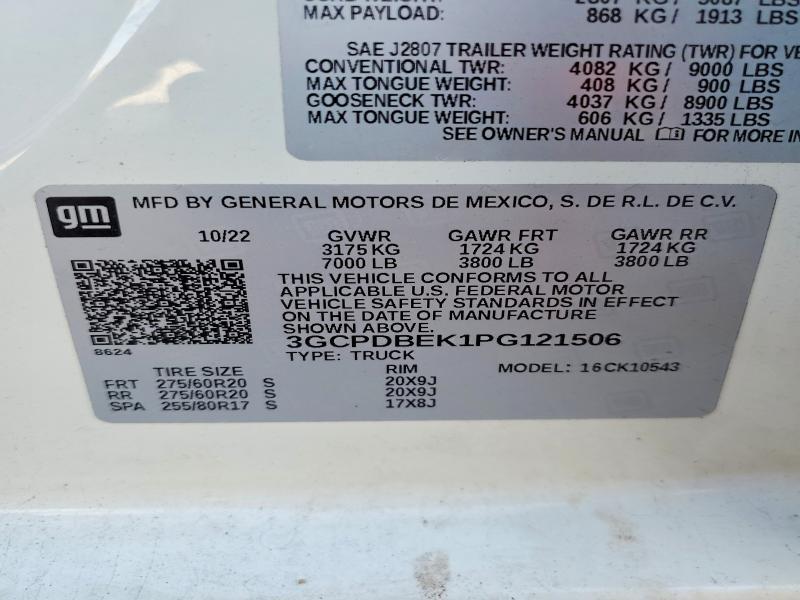 MAX PAYLOAD: 868 KG / 1913 LBS
SAE J2807 TRAILER WEIGHT RATING (TWR) FOR VE
CONVENTIONAL TWR: 4082 KG / 9000 LBS
MAX TONGUE WEIGHT: 408 KG / 900 LBS
GOOSENECK TWR: 4037 KG / 8900 LBS
MAX TONGUE WEIGHT: 606 KG / 1335 LBS
SEE OWNER'S MANUAL FOR MORE IN
gm MFD BY GENERAL MOTORS DE MEXICO, S. DE R.L. DE C.V.
10/22 GVWR GAWR FRT GAWR RR
3175 KG 1724 KG 1724 KG
7000 LB 3800 LB 3800 LB
THIS VEHICLE CONFORMS TO ALL
APPLICABLE U.S. FEDERAL MOTOR
VEHICLE SAFETY STANDARDS IN EFFECT
ON THE DATE OF MANUFACTURE
SHOWN ABOVE.
3GCPDBEK1PG121506
8624
TYPE: TRUCK
TIRE SIZE RIM MODEL: 16CK10543
FRT 275/60R20 S 20X9J
RR 275/60R20 S 20X9J
SPA 255/80R17 S 17X8J